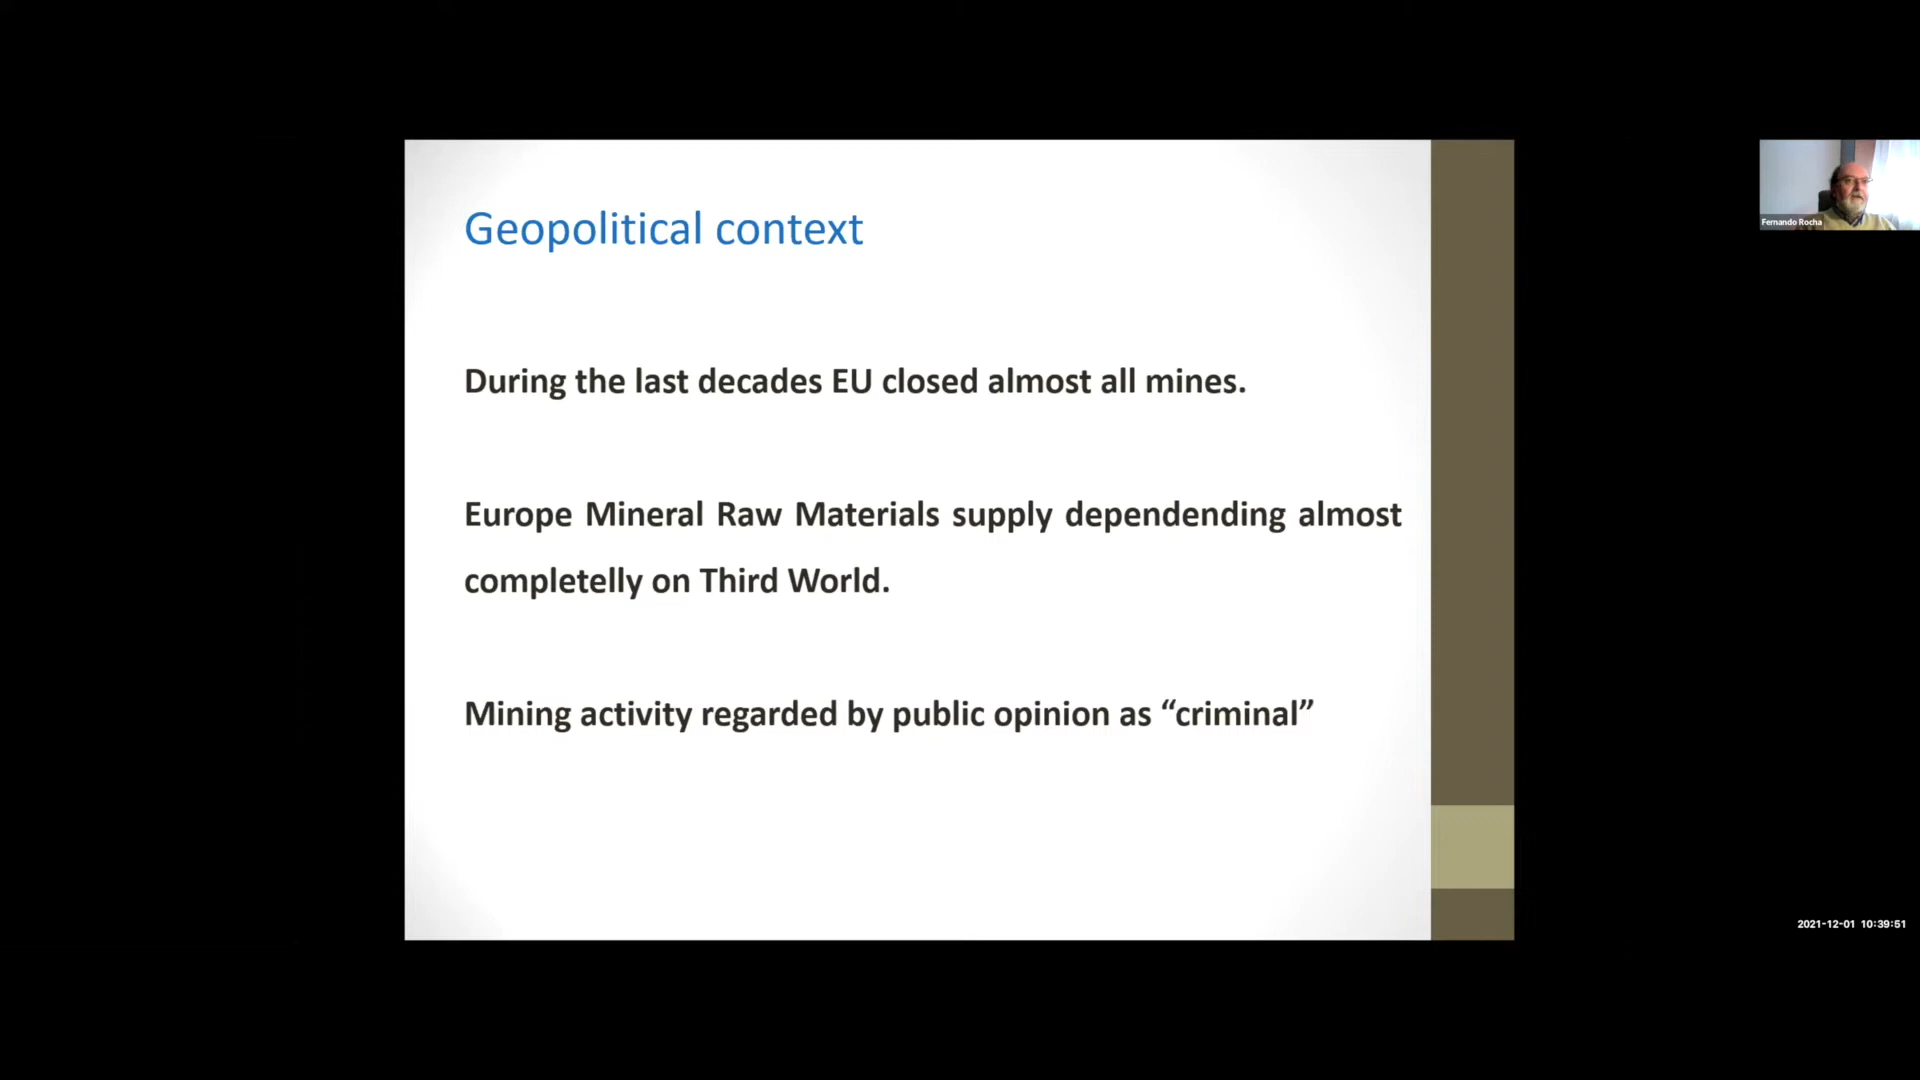 Geopolitical context
During the last decades EU closed almost all mines.
Europe Mineral Raw Materials supply dependending almost
completelly on Third World.
Mining activity regarded by public opinion as “criminal”
Fernando Rocha
2021-12-01 10:39:51